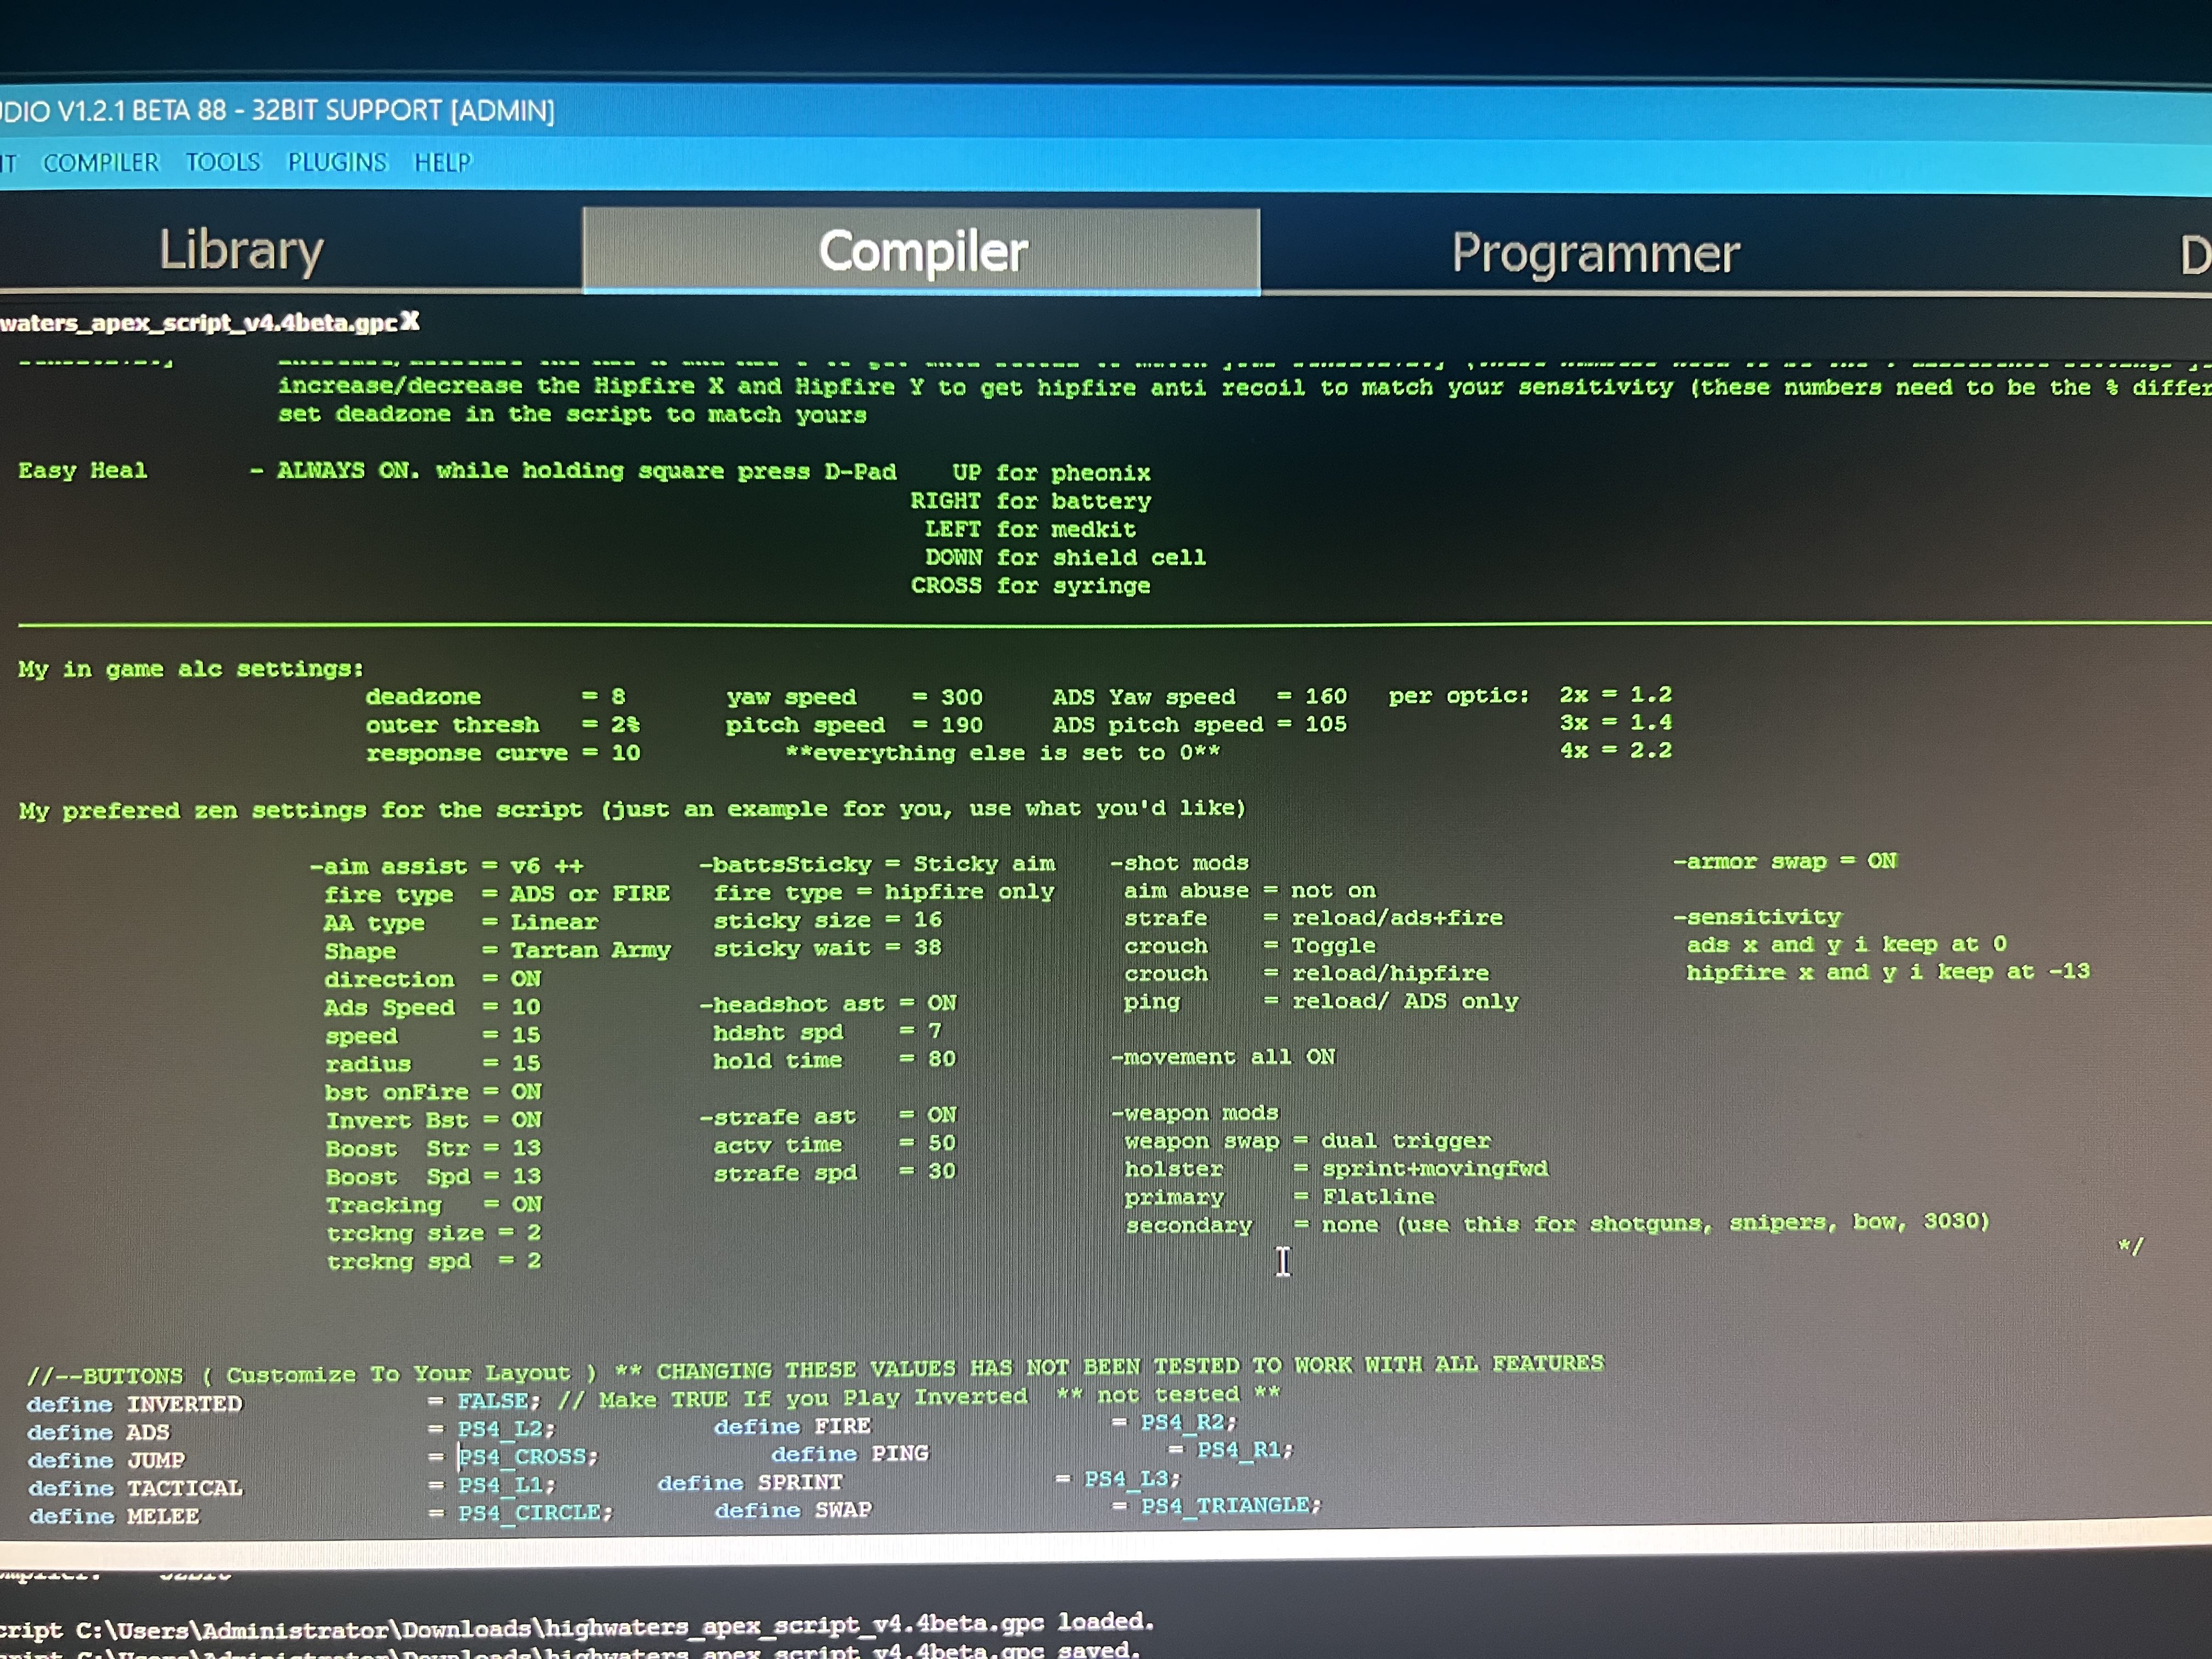 DIO V1.2.1 BETA 88 - 32BIT SUPPORT [ADMIN]
IT COMPILER TOOLS PLUGINS HELP
Library Compiler Programmer D
waters_apex_script_v4.4beta.gpc X
increase/decrease the Hipfire X and Hipfire Y to get hipfire anti recoil to match your sensitivity (these numbers need to be the % differ
set deadzone in the script to match yours
Easy Heal - ALWAYS ON. while holding square press D-Pad UP for pheonix
RIGHT for battery
LEFT for medkit
DOWN for shield cell
CROSS for syringe
My in game alc settings:
deadzone = 8 yaw speed = 300 ADS Yaw speed = 160 per optic: 2x = 1.2
outer thresh = 2% pitch speed = 190 ADS pitch speed = 105 3x = 1.4
response curve = 10 **everything else is set to 0** 4x = 2.2
My prefered zen settings for the script (just an example for you, use what you'd like)
-aim assist = v6 ++ -battsSticky = Sticky aim -shot mods -armor swap = ON
fire type = ADS or FIRE fire type = hipfire only aim abuse = not on
AA type = Linear sticky size = 16 strafe = reload/ads+fire -sensitivity
Shape = Tartan Army sticky wait = 38 crouch = Toggle ads x and y i keep at 0
direction = ON crouch = reload/hipfire hipfire x and y i keep at -13
Ads Speed = 10 -headshot ast = ON ping = reload/ ADS only
speed = 15 hdsht spd = 7
radius = 15 hold time = 80 -movement all ON
bst onFire = ON
Invert Bst = ON -strafe ast = ON -weapon mods
Boost Str = 13 actv time = 50 weapon swap = dual trigger
Boost Spd = 13 strafe spd = 30 holster = sprint+movingfwd
Tracking = ON primary = Flatline
trckng size = 2 secondary = none (use this for shotguns, snipers, bow, 3030)
trckng spd = 2 */
//--BUTTONS ( Customize To Your Layout ) ** CHANGING THESE VALUES HAS NOT BEEN TESTED TO WORK WITH ALL FEATURES
define INVERTED = FALSE; // Make TRUE If you Play Inverted ** not tested **
define ADS = PS4_L2; define FIRE = PS4_R2;
define JUMP = PS4_CROSS; define PING = PS4_R1;
define TACTICAL = PS4_L1; define SPRINT = PS4_L3;
define MELEE = PS4_CIRCLE; define SWAP = PS4_TRIANGLE;
cript C:\Users\Administrator\Downloads\highwaters_apex_script_v4.4beta.gpc loaded.
cript C:\Users\Administrator\Downloads\highwaters_apex_script_v4.4beta.gpc saved.